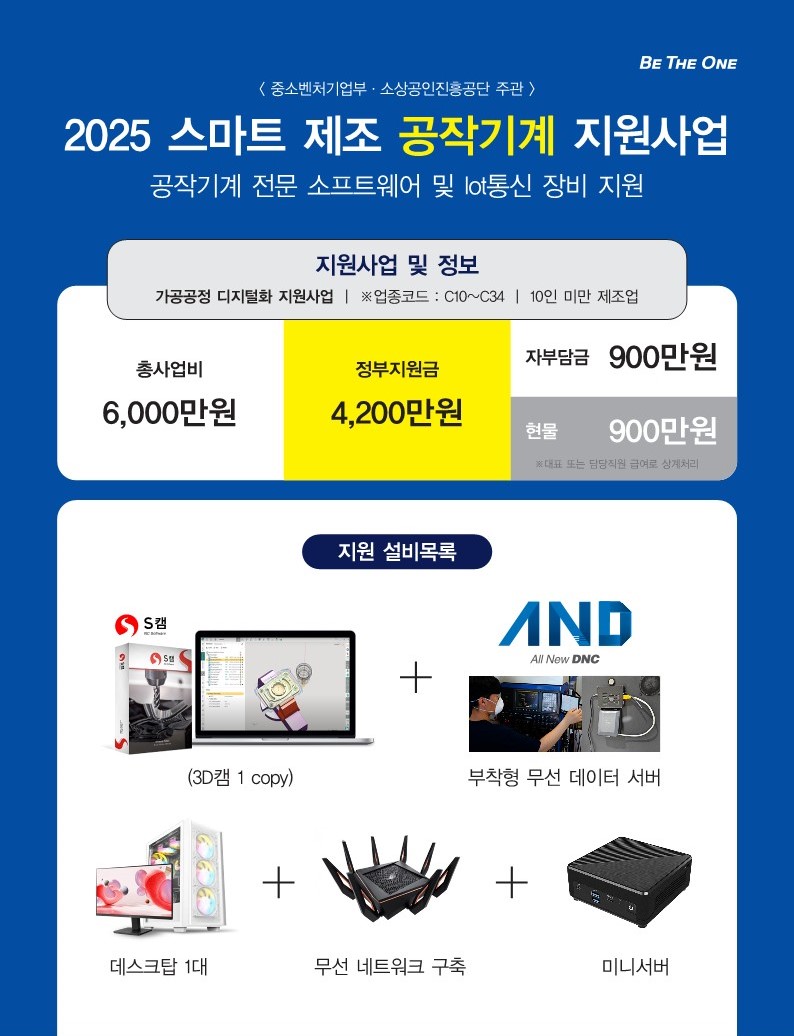 BE THE ONE
〈 중소벤처기업부 · 소상공인진흥공단 주관 〉
2025 스마트 제조 공작기계 지원사업
공작기계 전문 소프트웨어 및 Iot통신 장비 지원
지원사업 및 정보
가공공정 디지털화 지원사업 | ※업종코드 : C10~C34 | 10인 미만 제조업
총사업비
6,000만원
정부지원금
4,200만원
자부담금 900만원
현물 900만원
※대표 또는 담당직원 급여로 상계처리
지원 설비목록
S캠
S캠
AND
All New DNC
(3D캠 1 copy)
부착형 무선 데이터 서버
데스크탑 1대
무선 네트워크 구축
미니서버